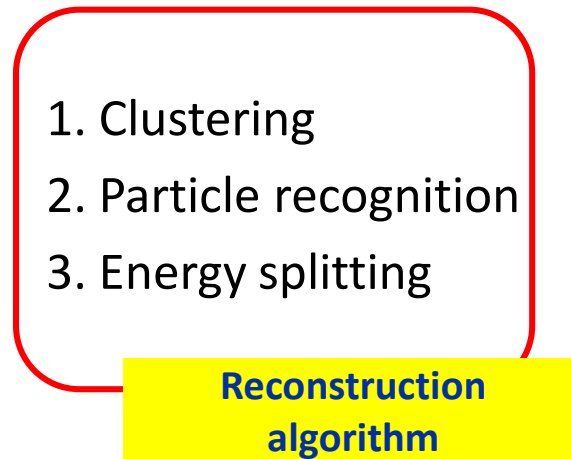 1. Clustering
2. Particle recognition
3. Energy splitting
Reconstruction
algorithm